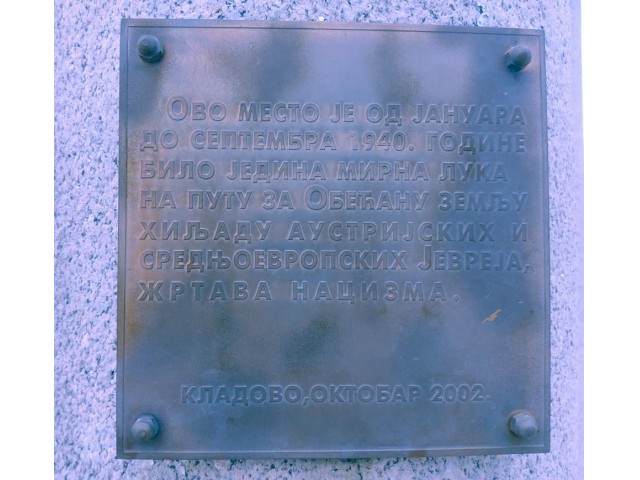 Ово место је од јануара
до септембра 1940. године
било једина мирна лука
на путу за Обећану земљу
хиљаду аустријских и
средњоевропских Јевреја,
жртава нацизма.
Кладово, октобар 2002.